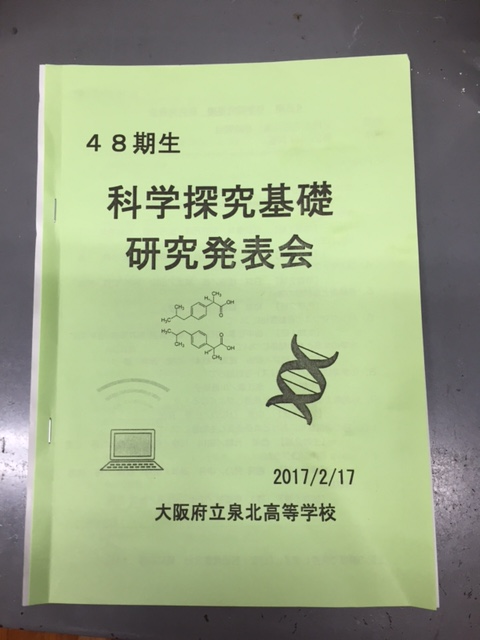 48期生
科学探究基礎
研究発表会
2017/2/17
大阪府立泉北高等学校